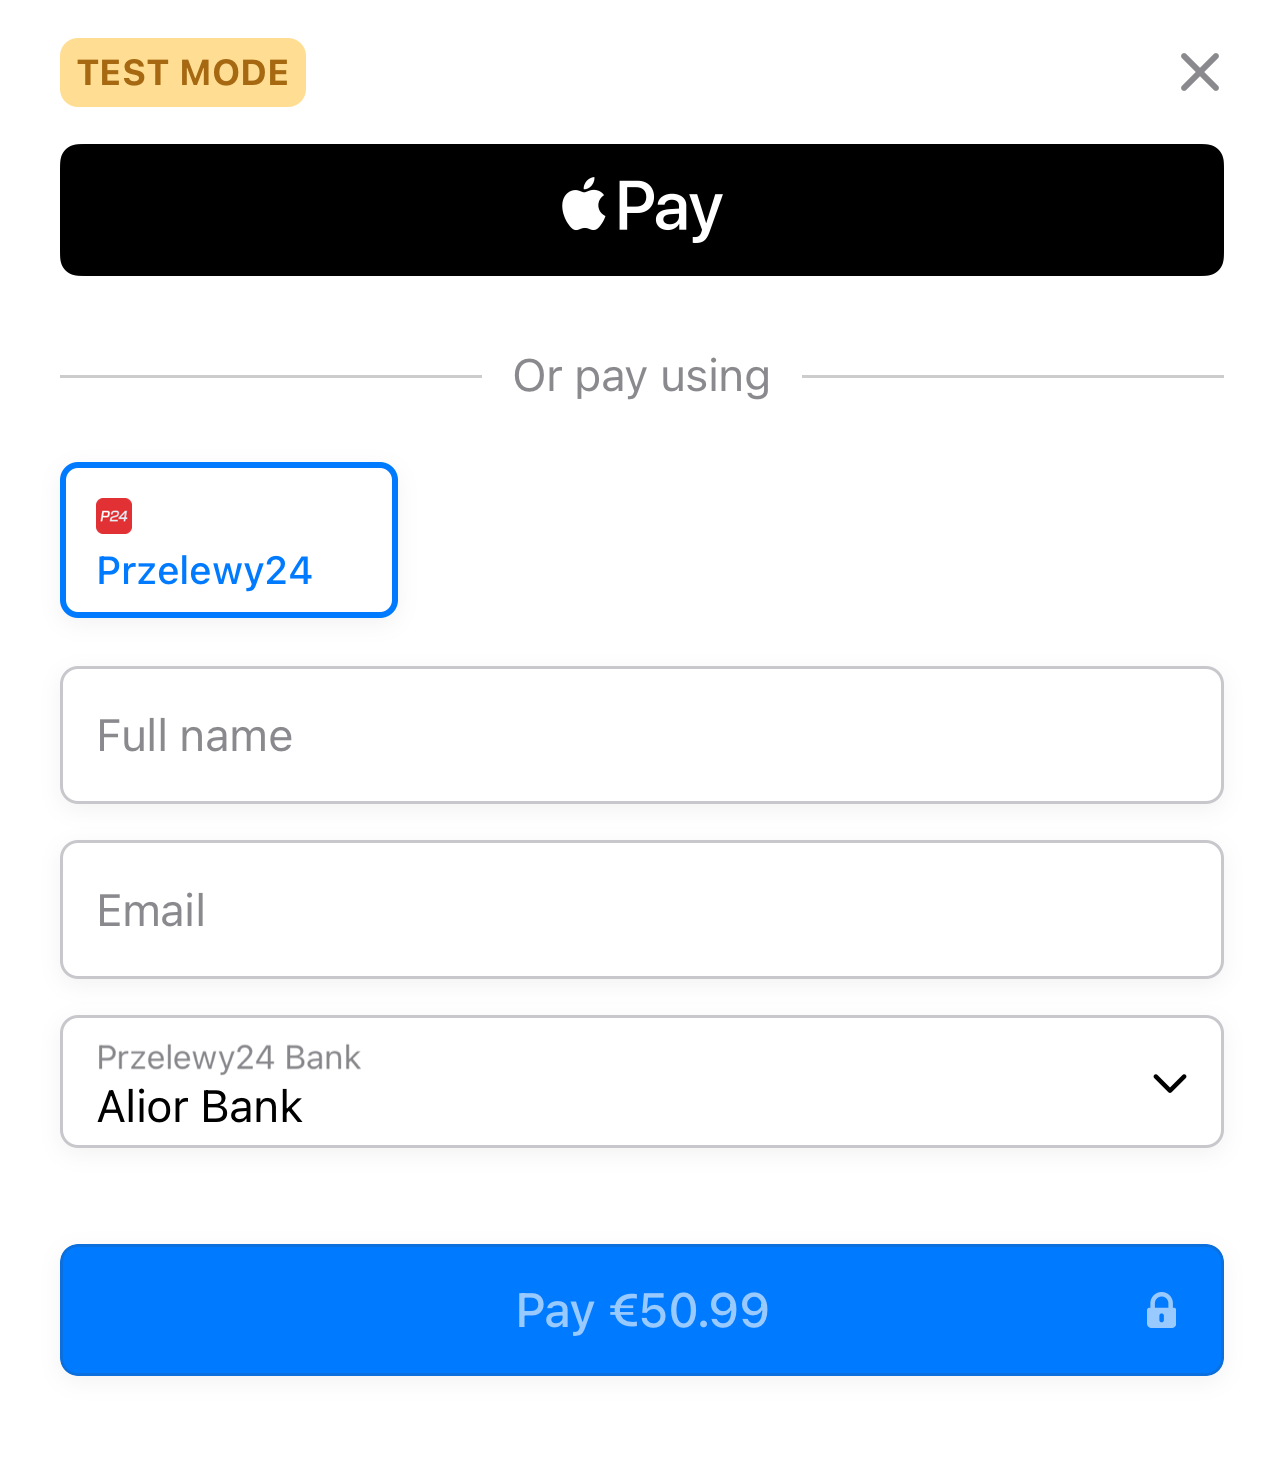 TEST MODE
Pay
Or pay using
P24
Przelewy24
Full name
Email
Przelewy24 Bank
Alior Bank
Pay €50.99